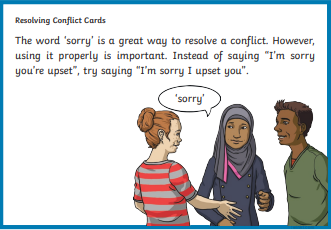 Resolving Conflict Cards
The word ‘sorry’ is a great way to resolve a conflict. However,
using it properly is important. Instead of saying “I’m sorry
you’re upset”, try saying “I’m sorry I upset you”.
‘sorry’